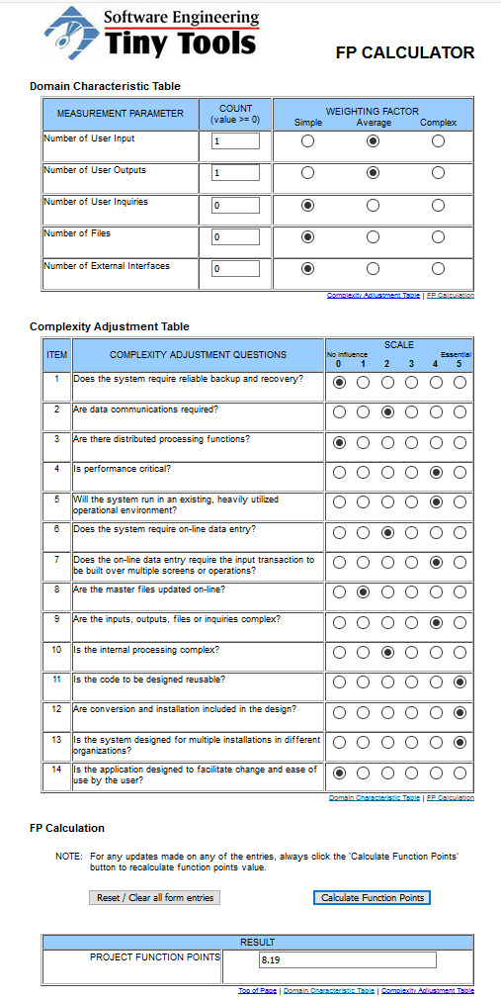 Software Engineering
Tiny Tools
FP CALCULATOR
Domain Characteristic Table
MEASUREMENT PARAMETER
COUNT
(value >= 0)
WEIGHTING FACTOR
Simple Average Complex
Number of User Input
1
Number of User Outputs
1
Number of User Inquiries
0
Number of Files
0
Number of External Interfaces
0
Complexity Adjustment Table | FP Calculation
Complexity Adjustment Table
ITEM
COMPLEXITY ADJUSTMENT QUESTIONS
SCALE
No Influence Essential
0 1 2 3 4 5
1 Does the system require reliable backup and recovery?
2 Are data communications required?
3 Are there distributed processing functions?
4 Is performance critical?
5 Will the system run in an existing, heavily utilized
operational environment?
6 Does the system require on-line data entry?
7 Does the on-line data entry require the input transaction to
be built over multiple screens or operations?
8 Are the master files updated on-line?
9 Are the inputs, outputs, files or inquiries complex?
10 Is the internal processing complex?
11 Is the code to be designed reusable?
12 Are conversion and installation included in the design?
13 Is the system designed for multiple installations in different
organizations?
14 Is the application designed to facilitate change and ease of
use by the user?
Domain Characteristic Table | FP Calculation
FP Calculation
NOTE: For any updates made on any of the entries, always click the 'Calculate Function Points'
button to recalculate function points value.
Reset / Clear all form entries
Calculate Function Points
RESULT
PROJECT FUNCTION POINTS
8.19
Top of Page | Domain Characteristic Table | Complexity Adjustment Table